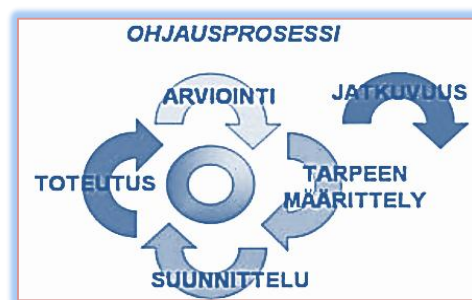 OHJAUSPROSESSI
ARVIOINTI
JATKUVUUS
TOTEUTUS
TARPEEN
MÄÄRITTELY
SUUNNITTELU